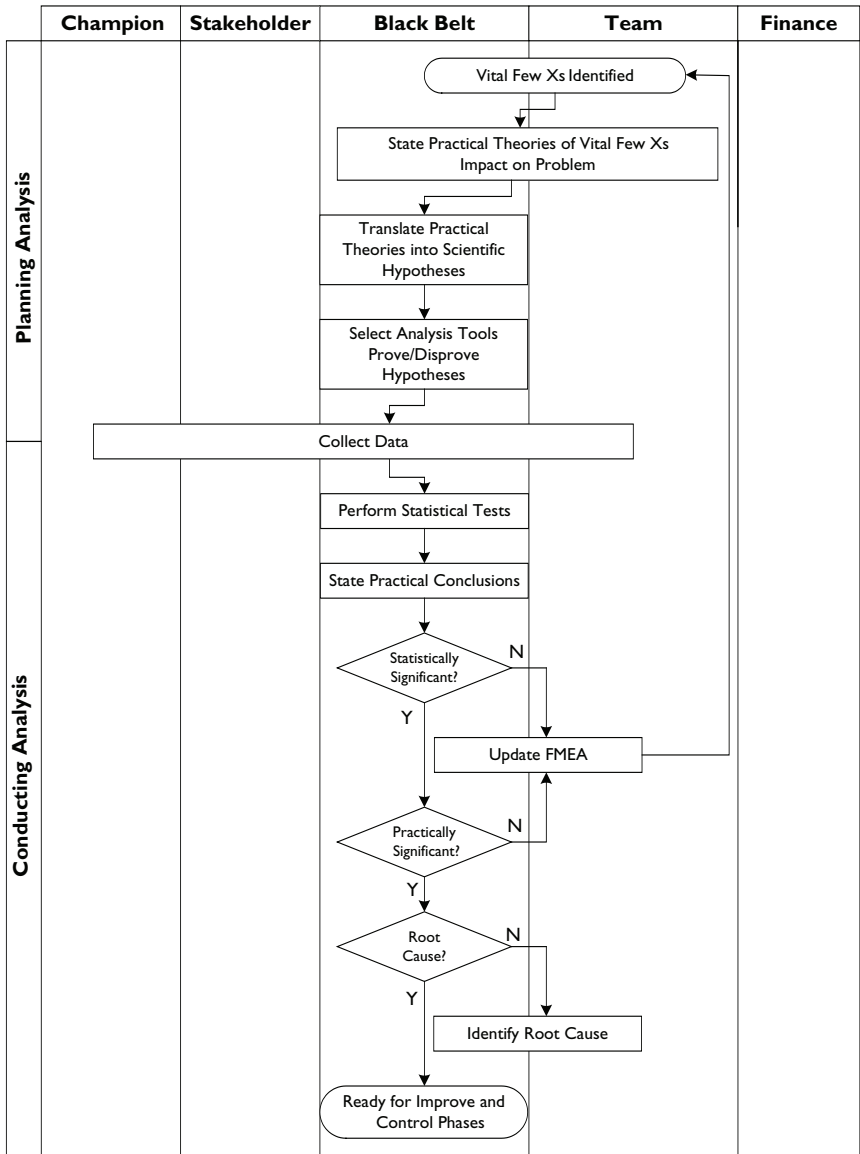 Champion
Stakeholder
Black Belt
Team
Finance
Planning Analysis
Vital Few Xs Identified
State Practical Theories of Vital Few Xs
Impact on Problem
Translate Practical
Theories into Scientific
Hypotheses
Select Analysis Tools
Prove/Disprove
Hypotheses
Collect Data
Conducting Analysis
Perform Statistical Tests
State Practical Conclusions
Statistically
Significant?
N
Y
Update FMEA
Practically
Significant?
N
Y
Root
Cause?
N
Y
Identify Root Cause
Ready for Improve and
Control Phases